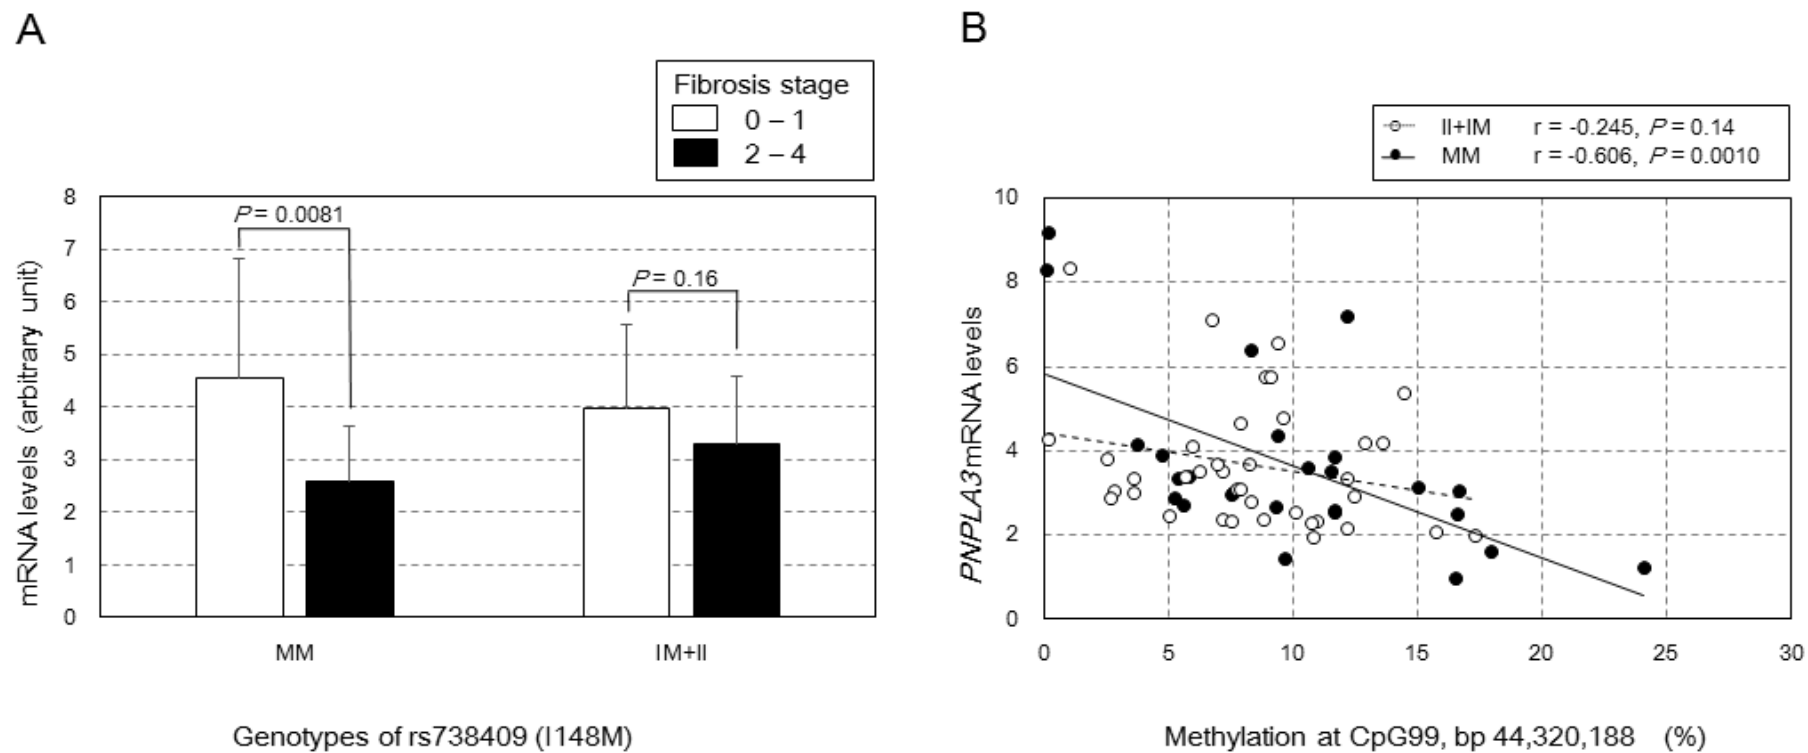 A
Fibrosis stage
0 – 1
2 – 4
8
7
6
5
4
3
2
1
0
mRNA levels (arbitrary unit)
P = 0.0081
P = 0.16
MM
IM+II
Genotypes of rs738409 (I148M)
B
II+IM r = -0.245, P = 0.14
MM r = -0.606, P = 0.0010
10
8
6
4
2
0
PNPLA3 mRNA levels
0 5 10 15 20 25 30
Methylation at CpG99, bp 44,320,188 (%)